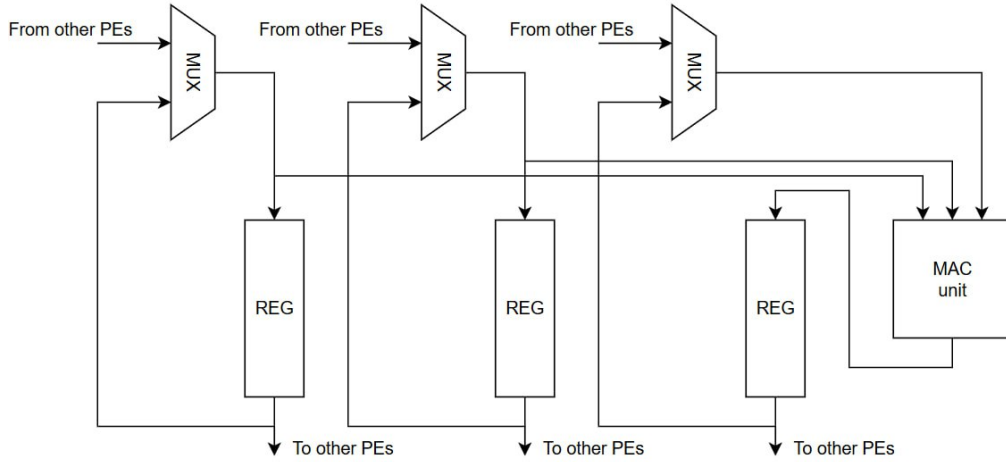 From other PEs
From other PEs
From other PEs
MUX
MUX
MUX
REG
REG
REG
MAC
unit
To other PEs
To other PEs
To other PEs